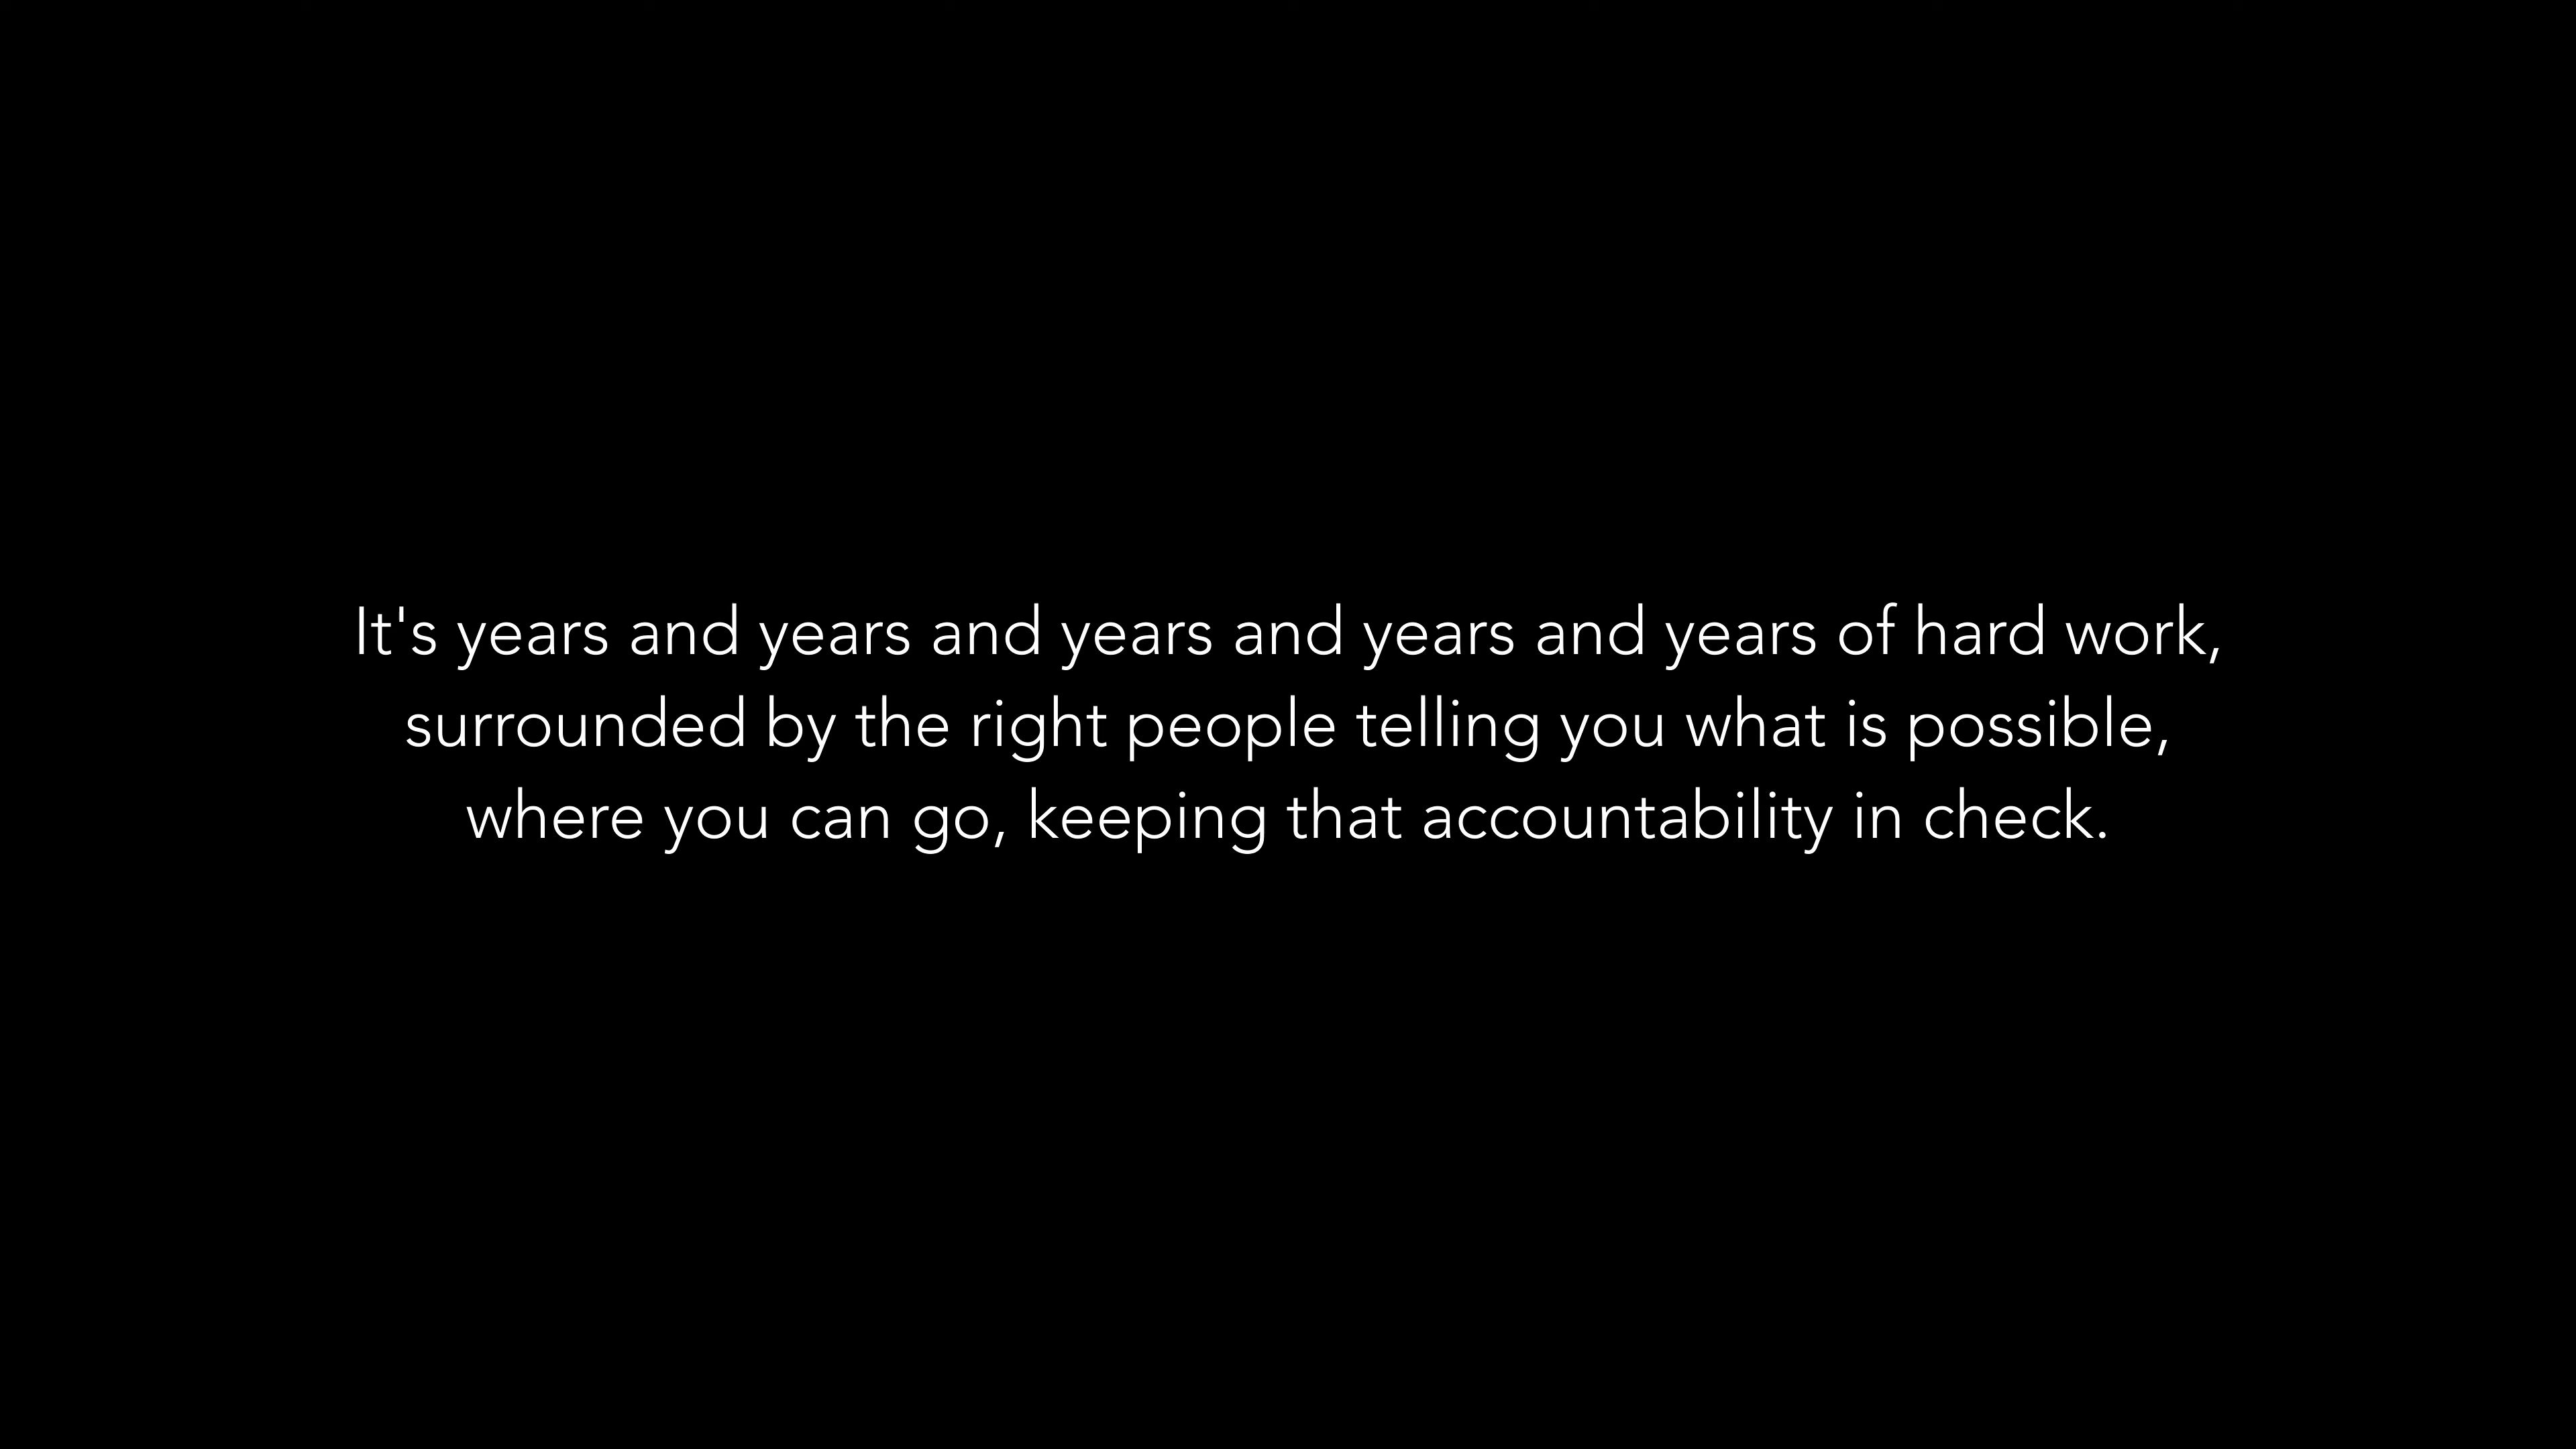 It's years and years and years and years and years of hard work,
surrounded by the right people telling you what is possible,
where you can go, keeping that accountability in check.